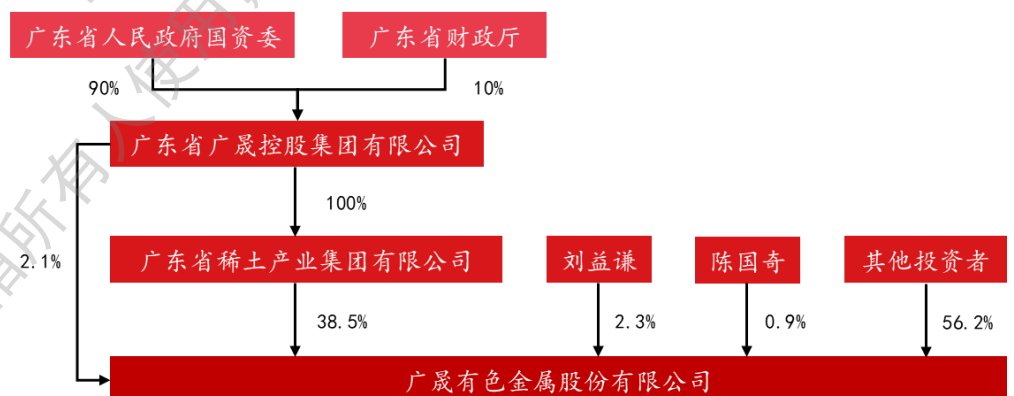 广东省人民政府国资委
广东省财政厅
90%
10%
广东省广晟控股集团有限公司
100%
2.1%
广东省稀土产业集团有限公司
刘益谦
陈国奇
其他投资者
38.5%
2.3%
0.9%
56.2%
广晟有色金属股份有限公司